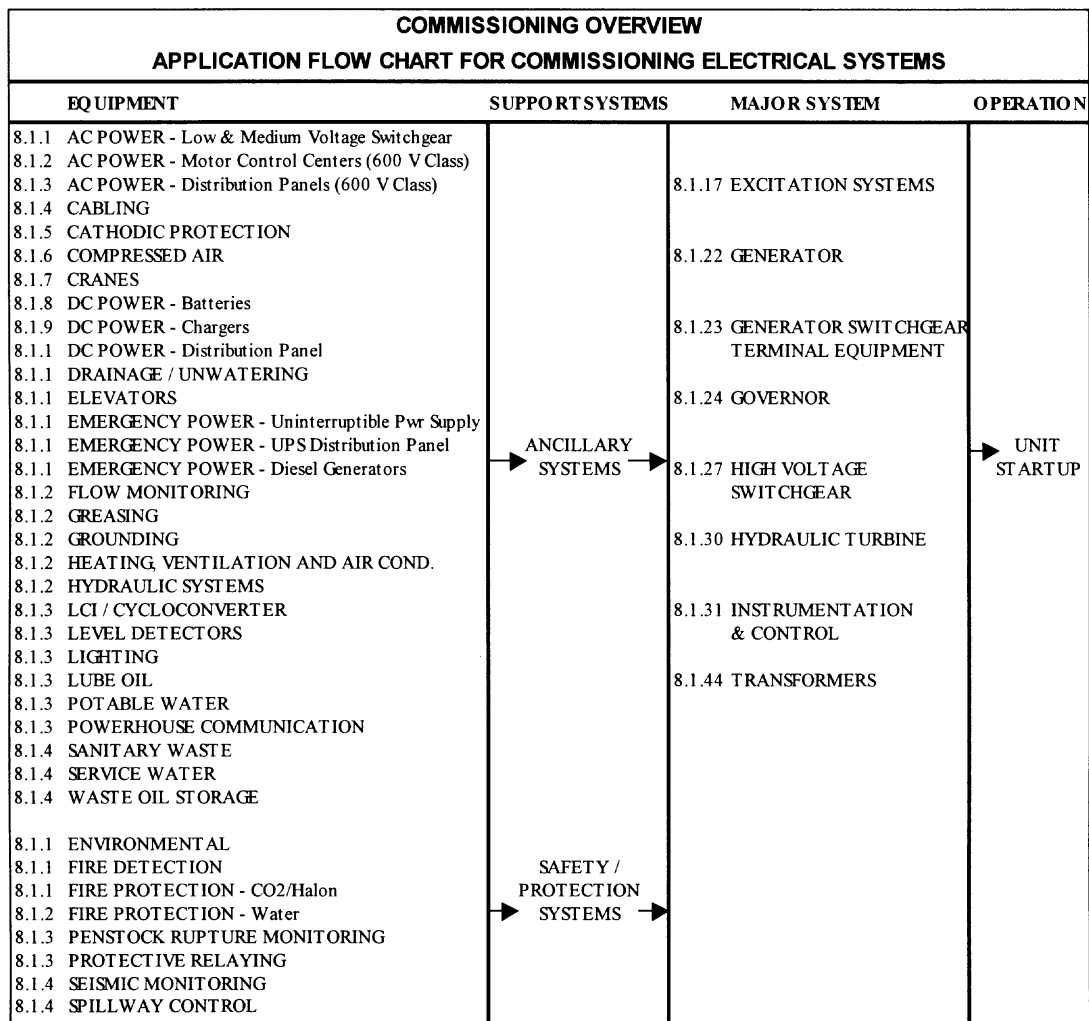 COMMISSIONING OVERVIEW
APPLICATION FLOW CHART FOR COMMISSIONING ELECTRICAL SYSTEMS
EQUIPMENT
8.1.1 AC POWER - Low & Medium Voltage Switchgear
8.1.2 AC POWER - Motor Control Centers (600 V Class)
8.1.3 AC POWER - Distribution Panels (600 V Class)
8.1.4 CABLING
8.1.5 CATHODIC PROTECTION
8.1.6 COMPRESSED AIR
8.1.7 CRANES
8.1.8 DC POWER - Batteries
8.1.9 DC POWER - Chargers
8.1.1 DC POWER - Distribution Panel
8.1.1 DRAINAGE / UNWATERING
8.1.1 ELEVATORS
8.1.1 EMERGENCY POWER - Uninterruptible Pwr Supply
8.1.1 EMERGENCY POWER - UPS Distribution Panel
8.1.1 EMERGENCY POWER - Diesel Generators
8.1.2 FLOW MONITORING
8.1.2 GREASING
8.1.2 GROUNDING
8.1.2 HEATING, VENTILATION AND AIR COND.
8.1.2 HYDRAULIC SYSTEMS
8.1.3 LCI / CYCLOCONVERTER
8.1.3 LEVEL DETECTORS
8.1.3 LIGHTING
8.1.3 LUBE OIL
8.1.3 POTABLE WATER
8.1.3 POWERHOUSE COMMUNICATION
8.1.4 SANITARY WASTE
8.1.4 SERVICE WATER
8.1.4 WASTE OIL STORAGE
8.1.1 ENVIRONMENTAL
8.1.1 FIRE DETECTION
8.1.1 FIRE PROTECTION - CO2/Halon
8.1.2 FIRE PROTECTION - Water
8.1.3 PENSTOCK RUPTURE MONITORING
8.1.3 PROTECTIVE RELAYING
8.1.4 SEISMIC MONITORING
8.1.4 SPILLWAY CONTROL
SUPPORT SYSTEMS
ANCILLARY
SYSTEMS
SAFETY /
PROTECTION
SYSTEMS
MAJOR SYSTEM
8.1.17 EXCITATION SYSTEMS
8.1.22 GENERATOR
8.1.23 GENERATOR SWITCHGEAR
TERMINAL EQUIPMENT
8.1.24 GOVERNOR
8.1.27 HIGH VOLTAGE
SWITCHGEAR
8.1.30 HYDRAULIC TURBINE
8.1.31 INSTRUMENTATION
& CONTROL
8.1.44 TRANSFORMERS
OPERATION
UNIT
STARTUP